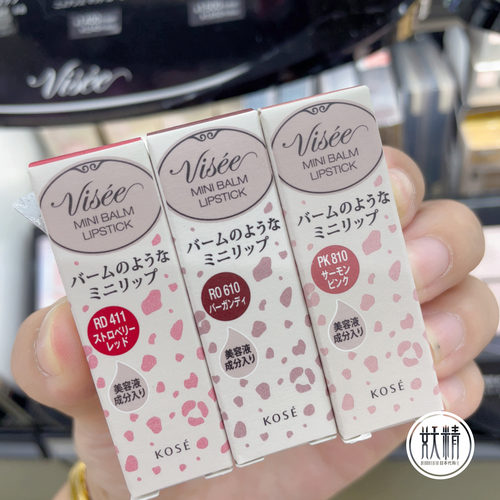 Visée
Visée
MINI BALM
LIPSTICK
バームのような
ミニリップ
RD 411
ストロベリー
レッド
美容液
成分入り
KOSÉ
Visée
MINI BALM
LIPSTICK
バームのような
ミニリップ
RO 610
バーガンディ
美容液
成分入り
KOSÉ
Visée
MINI BALM
LIPSTICK
バームのような
ミニリップ
PK 810
サーモン
ピンク
美容液
成分入り
KOSÉ
妖精